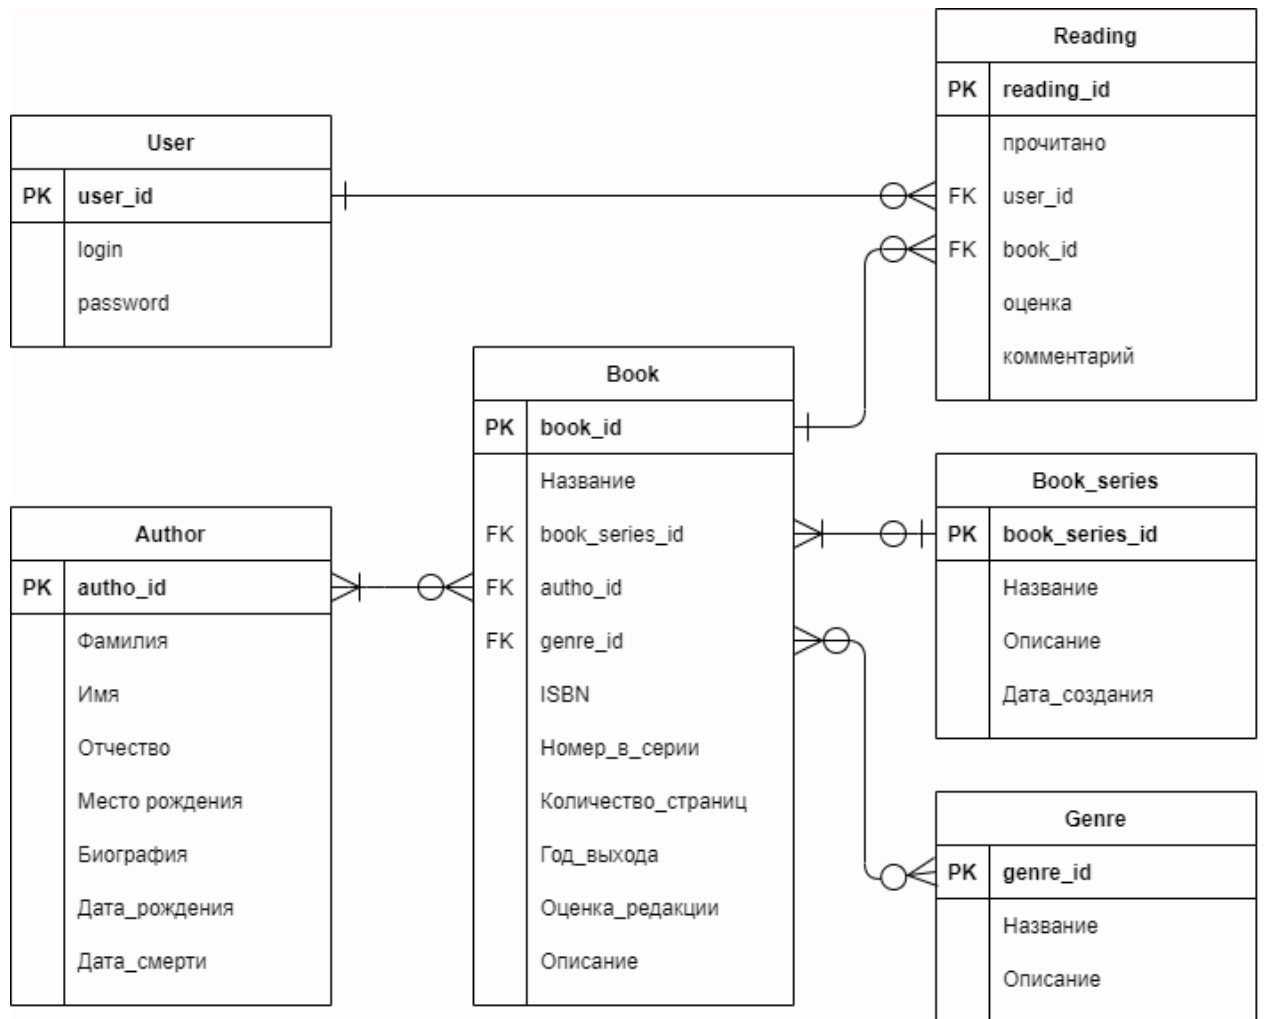 Reading
PK reading_id
прочитано
FK user_id
FK book_id
оценка
комментарий
User
PK user_id
login
password
Book
PK book_id
Название
FK book_series_id
FK autho_id
FK genre_id
ISBN
Номер_в_серии
Количество_страниц
Год_выхода
Оценка_редакции
Описание
Book_series
PK book_series_id
Название
Описание
Дата_создания
Author
PK autho_id
Фамилия
Имя
Отчество
Место рождения
Биография
Дата_рождения
Дата_смерти
Genre
PK genre_id
Название
Описание